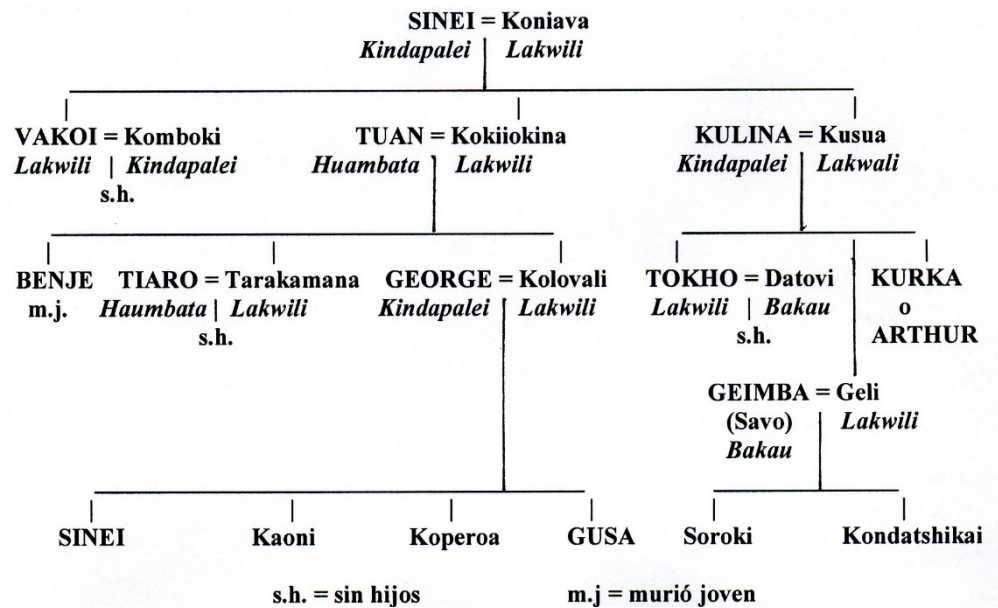 SINEI = Koniava
Kindapalei | Lakwili
VAKOI = Komboki TUAN = Kokiiokina KULINA = Kusua
Lakwili | Kindapalei Huambata | Lakwili Kindapalei | Lakwali
s.h.
BENJE TIARO = Tarakamana GEORGE = Kolovali TOKHO = Datovi KURKA
m.j. Haumbata | Lakwili Kindapalei | Lakwili Lakwili | Bakau o
s.h. s.h. ARTHUR
GEIMBA = Geli
(Savo) Lakwili
Bakau
SINEI Kaoni Koperoa GUSA Soroki Kondatshikai
s.h. = sin hijos m.j = murió joven